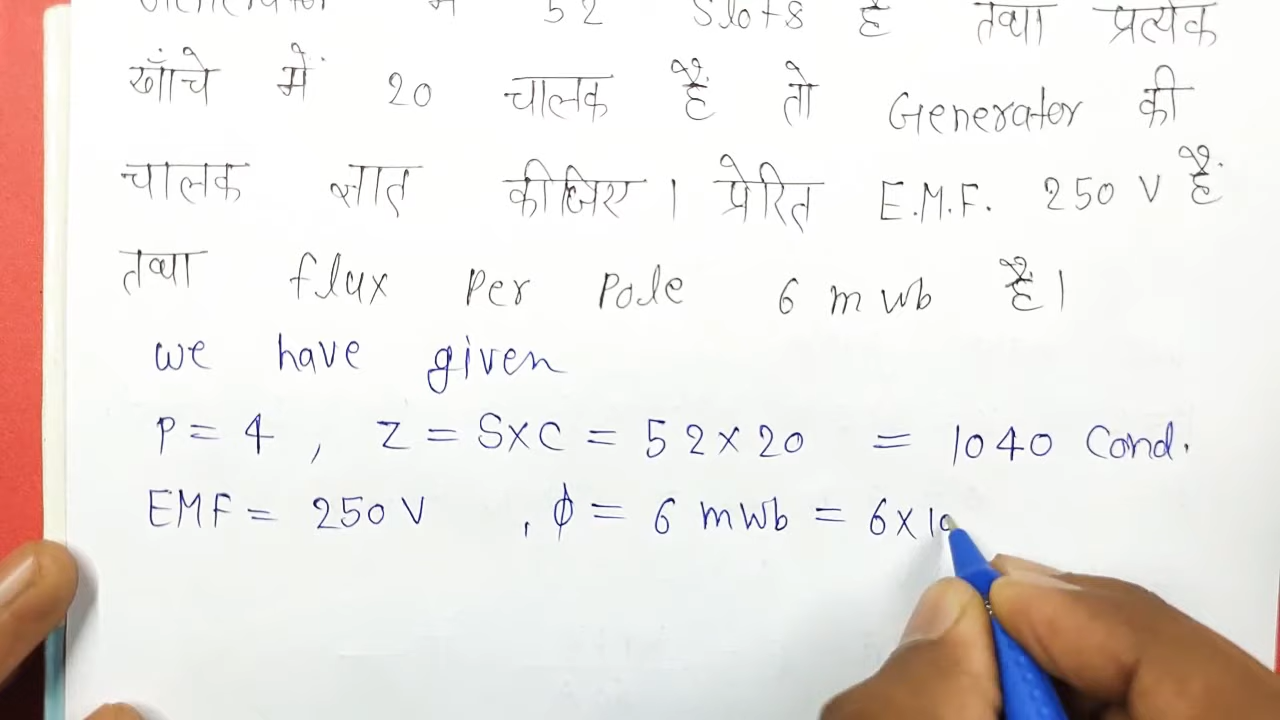 में 52 Slots है तथा प्रत्येक
खाँचे में 20 चालक हैं तो Generator की
चालक ज्ञात कीजिए । प्रेरित E.M.F. 250 V हैं
तथा flux Per Pole 6 m wb हैं।
we have given
P = 4 , Z = S×C = 52×20 = 1040 Cond.
EMF = 250 V , ϕ = 6 mwb = 6×10